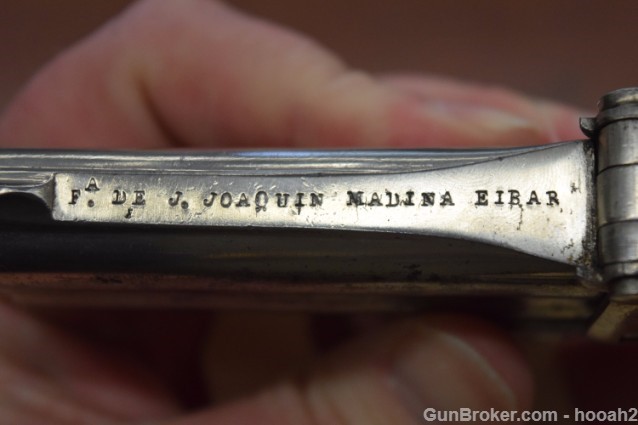 Fᴬ. DE J. JOAQUIN MADINA EIBAR
GunBroker.com - hooah2